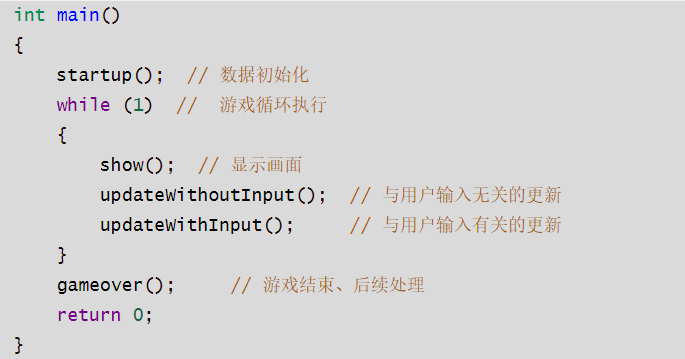 int main()
{
    startup();  // 数据初始化
    while (1)  //  游戏循环执行
    {
        show();  // 显示画面
        updateWithoutInput();  // 与用户输入无关的更新
        updateWithInput();     // 与用户输入有关的更新
    }
    gameover();     // 游戏结束、后续处理
    return 0;
}